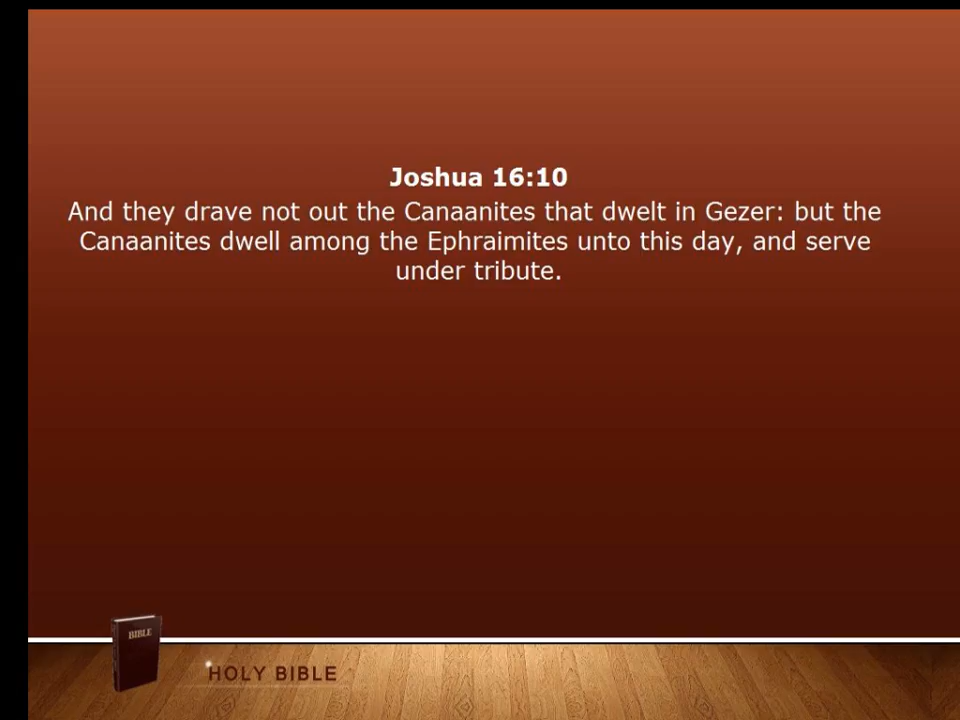 Joshua 16:10
And they drave not out the Canaanites that dwelt in Gezer: but the
Canaanites dwell among the Ephraimites unto this day, and serve
under tribute.
BIBLE
HOLY BIBLE